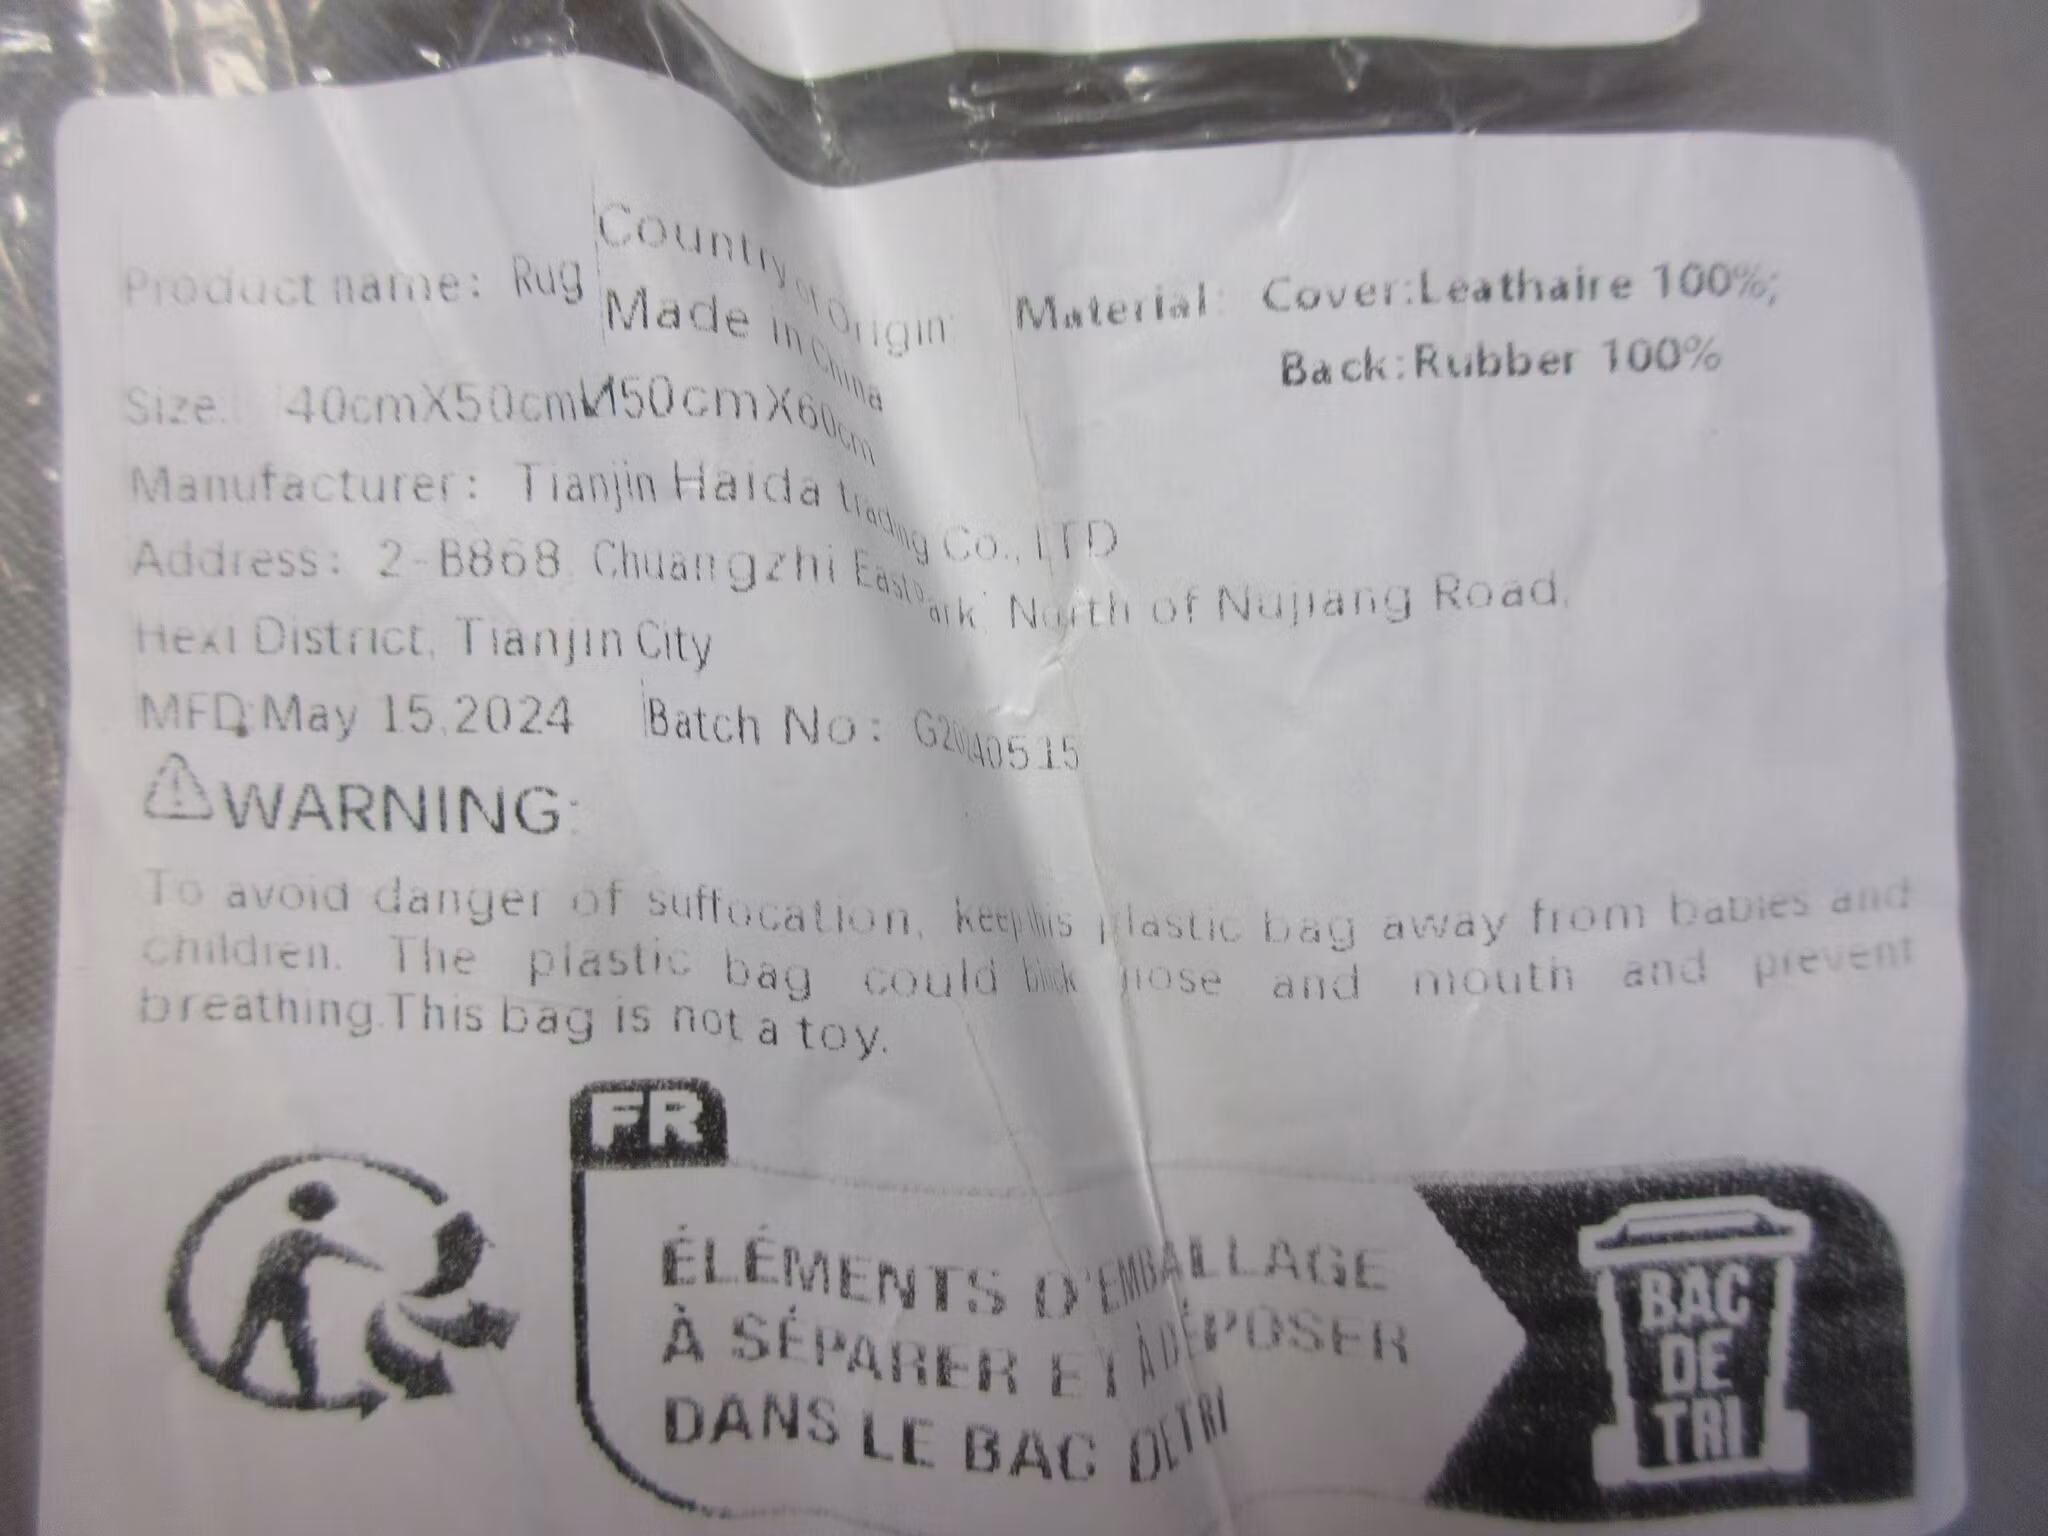 Product name: Rug
Country of Origin:
Made in China
Material: Cover:Leathaire 100%;
Back:Rubber 100%
Size: 40cmX50cm 150cmX60cm
Manufacturer: Tianjin Haida trading Co., LTD
Address: 2-B868, Chuangzhi East Park, North of Nujiang Road,
Hexi District, Tianjin City
MFD:May 15,2024 Batch No: G20240515
WARNING:
To avoid danger of suffocation, keep this plastic bag away from babies and
children. The plastic bag could block nose and mouth and prevent
breathing.This bag is not a toy.
FR
ÉLÉMENTS D'EMBALLAGE
À SÉPARER ET À DÉPOSER
DANS LE BAC DE TRI
BAC
DE
TRI